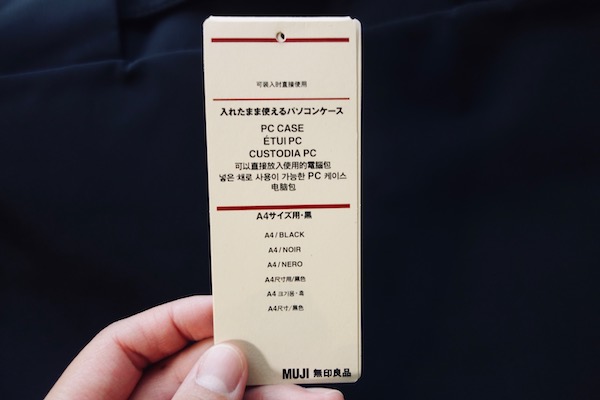 可装入时直接使用
入れたまま使えるパソコンケース
PC CASE
ÉTUI PC
CUSTODIA PC
可以直接放入使用的電腦包
넣은 채로 사용이 가능한 PC 케이스
电脑包
A4サイズ用・黒
A4 / BLACK
A4 / NOIR
A4 / NERO
A4尺寸用/黑色
A4 크기용・흑
A4尺寸/黑色
MUJI 無印良品